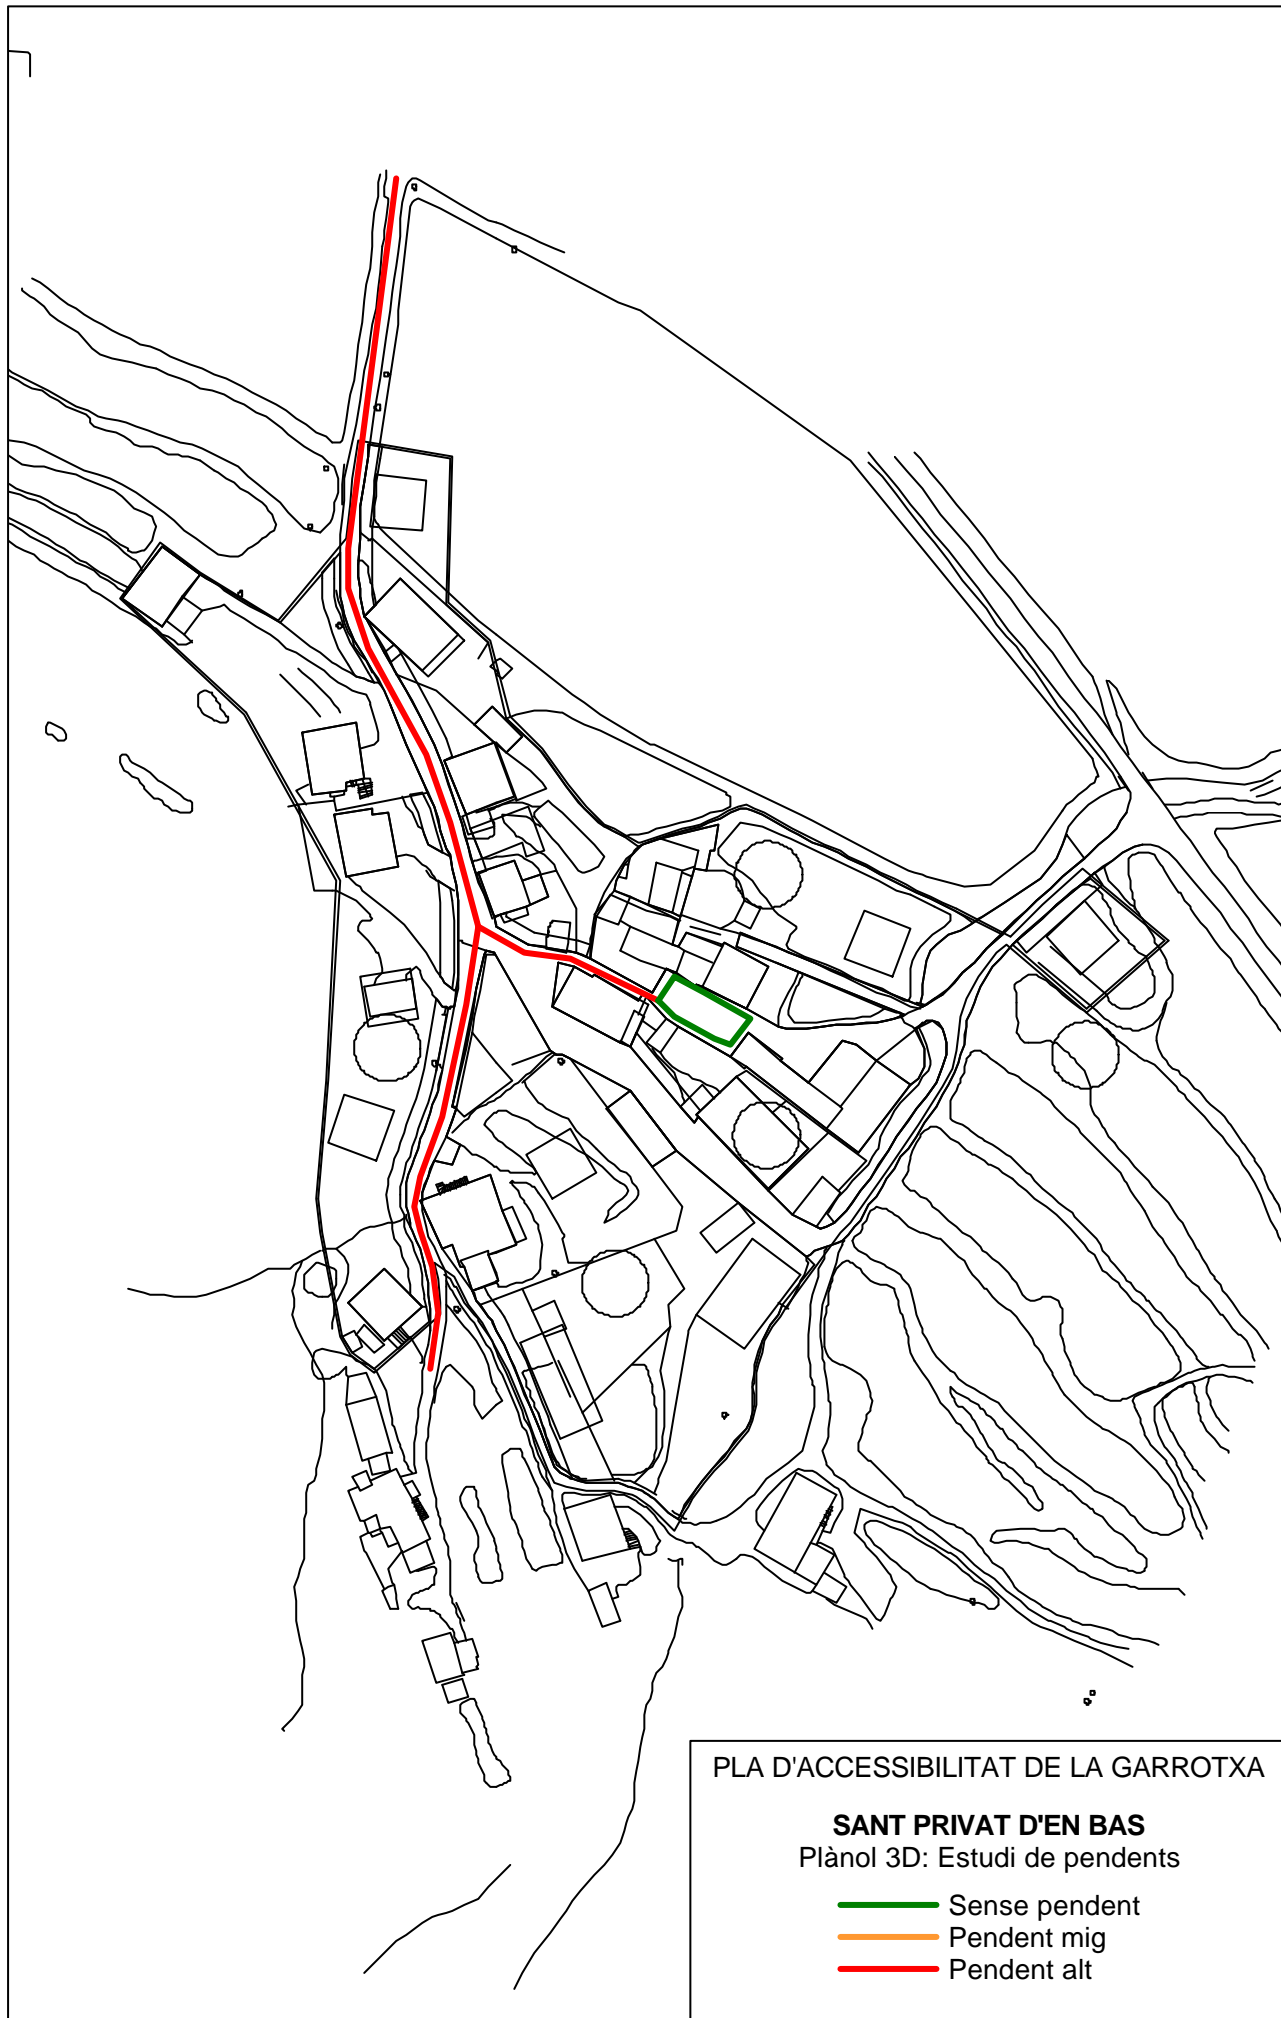 PLA D'ACCESSIBILITAT DE LA GARROTXA
SANT PRIVAT D'EN BAS
Plànol 3D: Estudi de pendents
Sense pendent
Pendent mig
Pendent alt